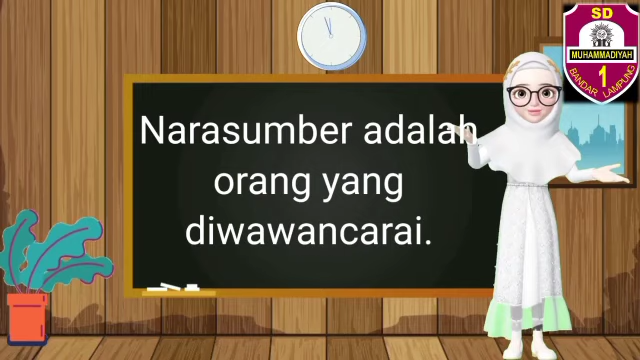 SD
MUHAMMADIYAH
1
BANDAR LAMPUNG
Narasumber adalah
orang yang
diwawancarai.